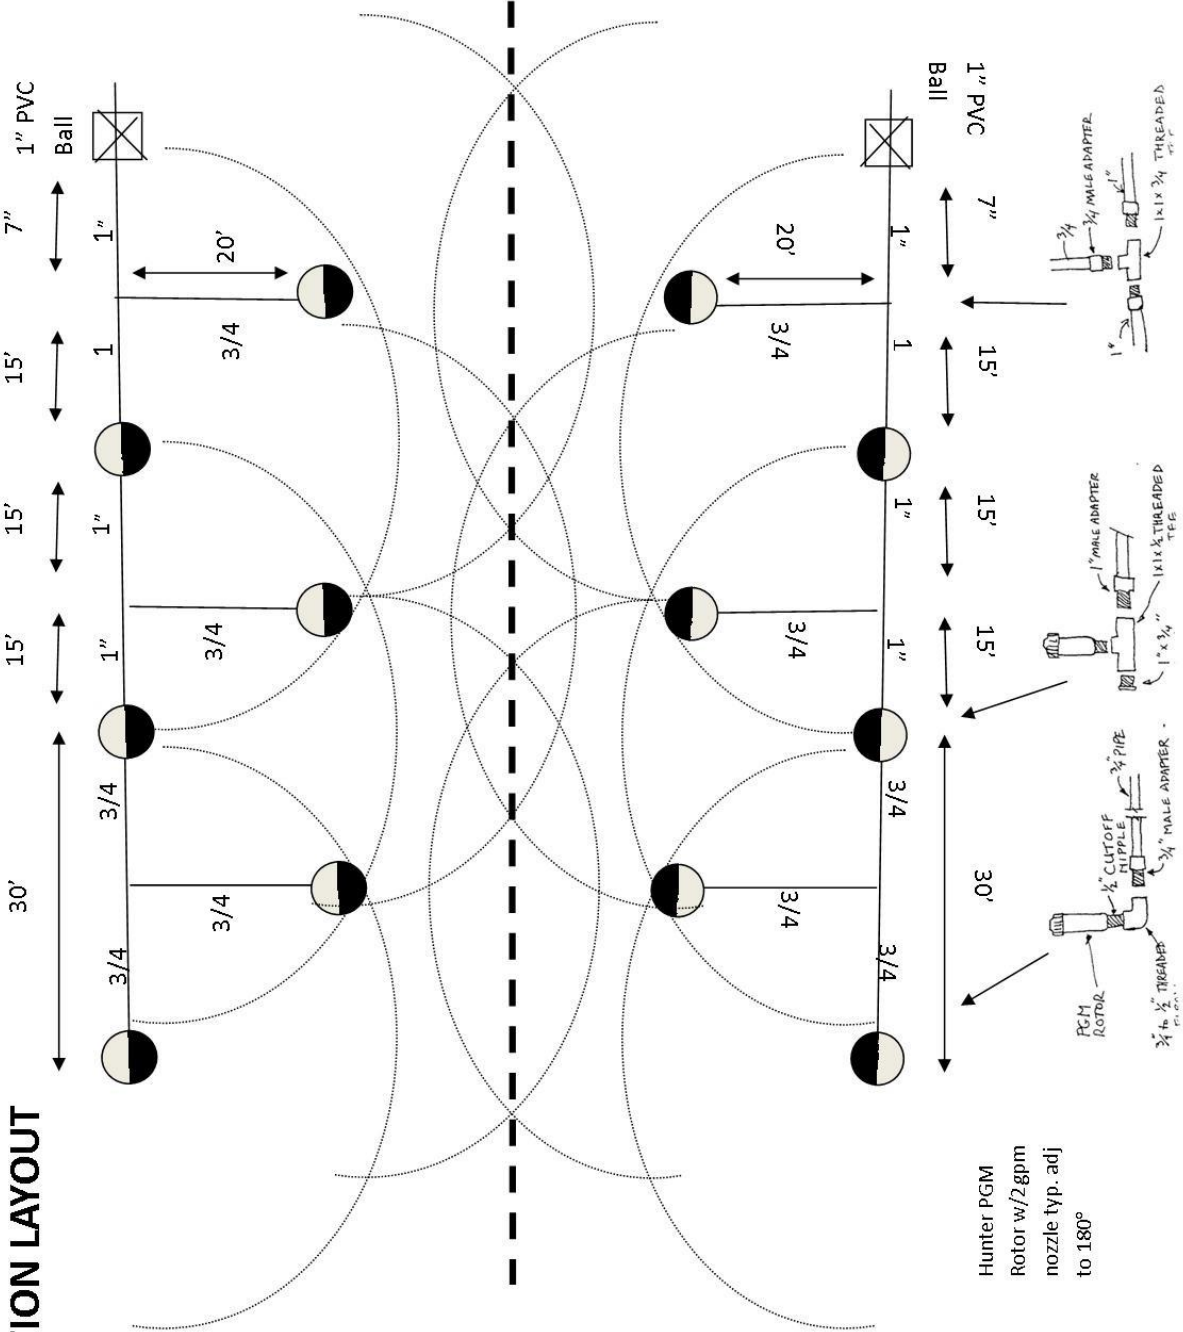 1" PVC
Ball
7"
15'
15'
15'
30'
1"
1
1"
1"
3/4
3/4
20'
3/4
3/4
3/4
ION LAYOUT
20'
3/4
3/4
3/4
1"
1
1"
1"
3/4
3/4
1" PVC
Ball
7"
15'
15'
15'
30'
Hunter PGM
Rotor w/2gpm
nozzle typ. adj
to 180°
3/4
3/4 MALE ADAPTER
1"
1x1x 3/4 THREADED
1"
1" MALE ADAPTER
THREADED
TEE
1" x 3/4"
PGM
ROTOR
1/2" CUTOFF
NIPPLE
3/4" PIPE
3/4" MALE ADAPTER -
3/4" to 1/2" THREADED